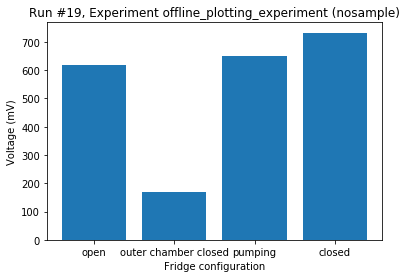 Run #19, Experiment offline_plotting_experiment (nosample)
Voltage (mV)
700
600
500
400
300
200
100
0
open
outer chamber closed
pumping
closed
Fridge configuration